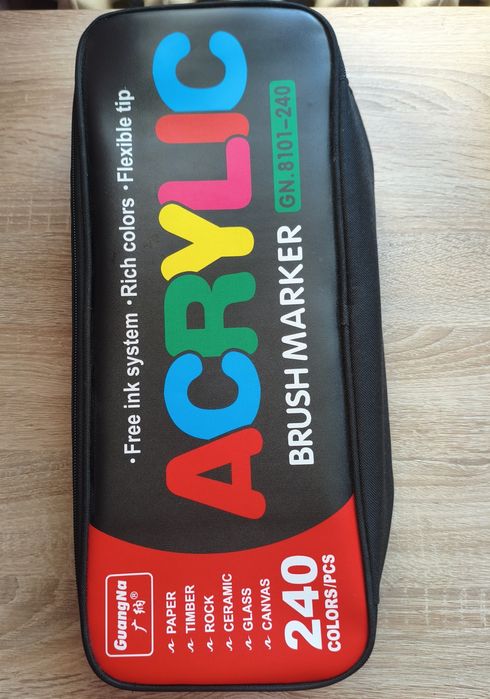 GuangNa
广纳®
PAPER
TIMBER
ROCK
CERAMIC
GLASS
CANVAS
240
COLORS/PCS
·Free ink system ·Rich colors ·Flexible tip
ACRYLIC
BRUSH MARKER GN.8101-240